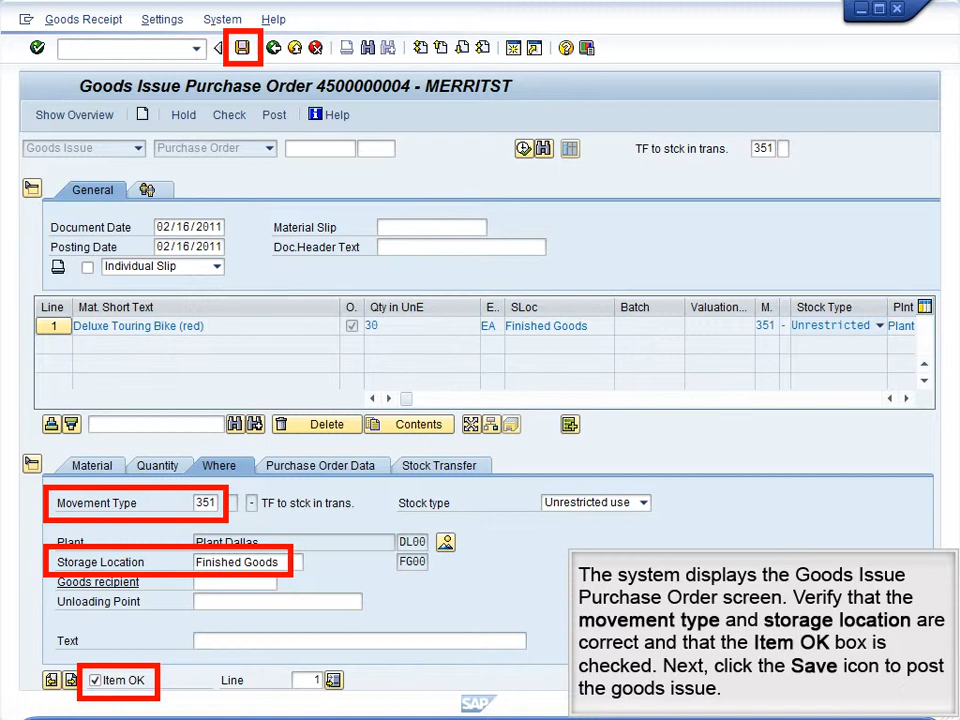 Goods Receipt Settings System Help
Goods Issue Purchase Order 4500000004 - MERRITST
Show Overview Hold Check Post Help
Goods Issue Purchase Order TF to stck in trans. 351
General
Document Date 02/16/2011 Material Slip
Posting Date 02/16/2011 Doc.Header Text
Individual Slip
Line Mat. Short Text O. Qty in UnE E.. SLoc Batch Valuation... M. Stock Type Plnt
1 Deluxe Touring Bike (red) 30 EA Finished Goods 351 - Unrestricted Plant
Delete Contents
Material Quantity Where Purchase Order Data Stock Transfer
Movement Type 351 - TF to stck in trans. Stock type Unrestricted use
Plant Plant Dallas DL00
Storage Location Finished Goods FG00
Goods recipient
Unloading Point
Text
Item OK Line 1
SAP
The system displays the Goods Issue
Purchase Order screen. Verify that the
movement type and storage location are
correct and that the Item OK box is
checked. Next, click the Save icon to post
the goods issue.